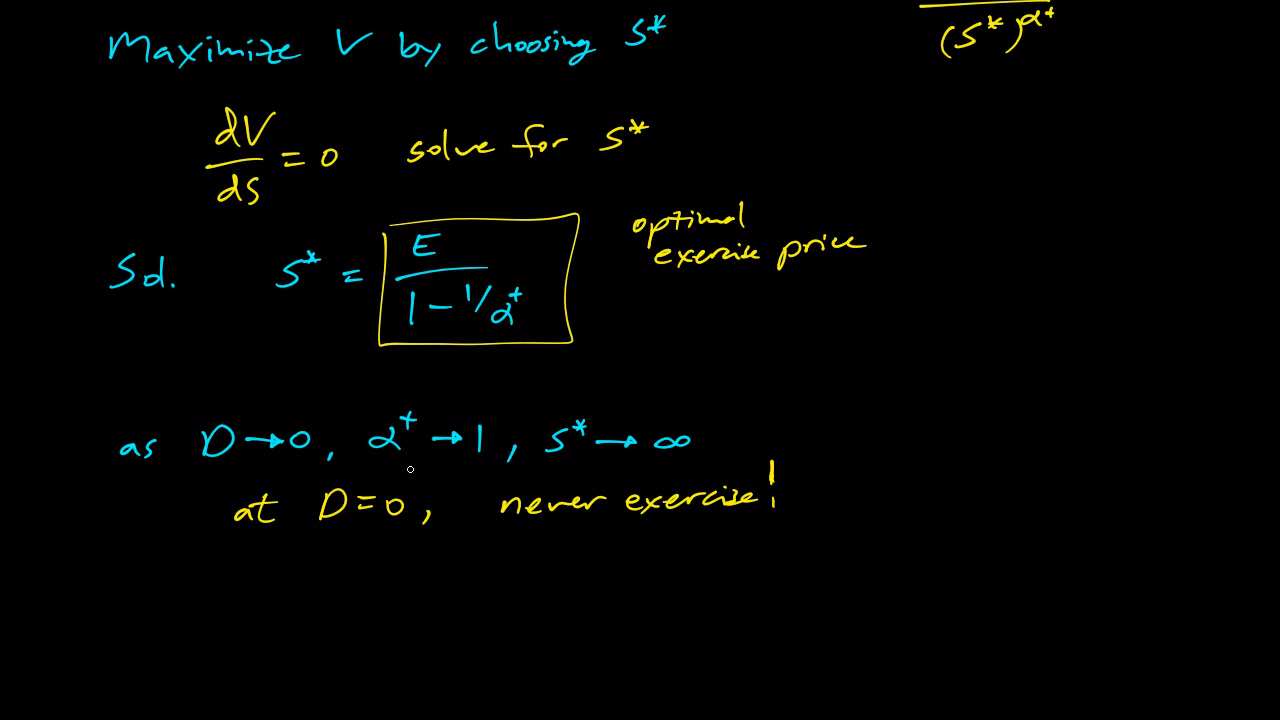 Maximize V by choosing S*
(S*)^α⁺
dV/dS = 0 solve for S*
optimal
exercise price
Sol. S* = E/(1 - 1/α⁺)
as D → 0, α⁺ → 1, S* → ∞
at D = 0, never exercise!